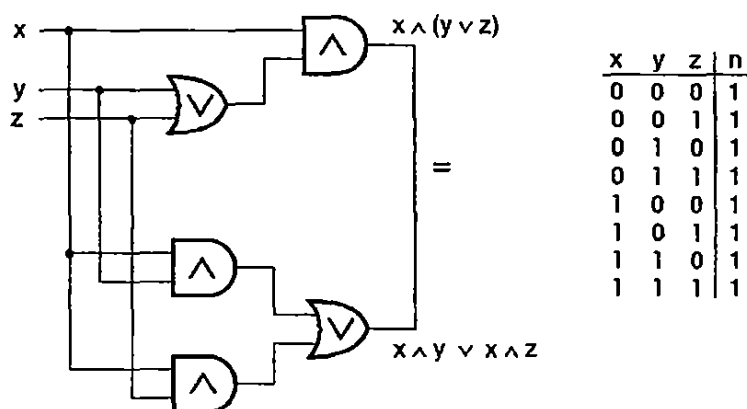 x
y
z
∧
∨
x ∧ (y ∨ z)
=
∧
∨
∧
x ∧ y ∨ x ∧ z
x y z n
0 0 0 1
0 0 1 1
0 1 0 1
0 1 1 1
1 0 0 1
1 0 1 1
1 1 0 1
1 1 1 1